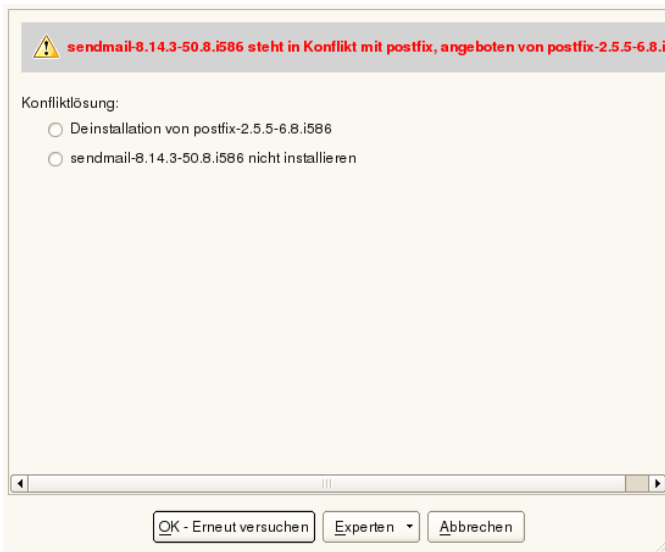 sendmail-8.14.3-50.8.i586 steht in Konflikt mit postfix, angeboten von postfix-2.5.5-6.8.i
Konfliktlösung:
Deinstallation von postfix-2.5.5-6.8.i586
sendmail-8.14.3-50.8.i586 nicht installieren
OK - Erneut versuchen Experten Abbrechen